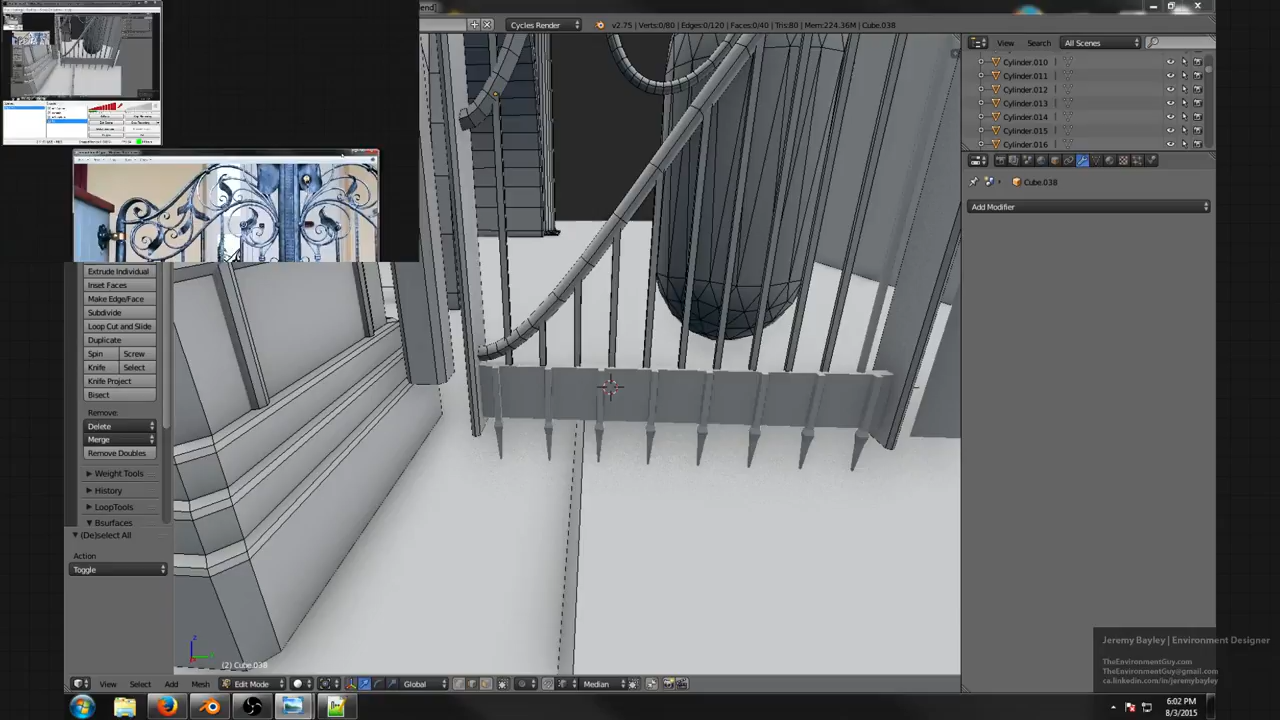 end]
Cycles Render
v2.75 | Verts:0/80 | Edges:0/120 | Faces:0/40 | Tris:80 | Mem:224.36M | Cube.038
View
Search
All Scenes
Cylinder.010
Cylinder.011
Cylinder.012
Cylinder.013
Cylinder.014
Cylinder.015
Cylinder.016
Cube.038
Add Modifier
Extrude Individual
Inset Faces
Make Edge/Face
Subdivide
Loop Cut and Slide
Duplicate
Spin
Screw
Knife
Select
Knife Project
Bisect
Remove:
Delete
Merge
Remove Doubles
Weight Tools
History
LoopTools
Bsurfaces
(De)select All
Action
Toggle
z
(2) Cube.038
View
Select
Add
Mesh
Edit Mode
Global
Median
Jeremy Bayley | Environment Designer
TheEnvironmentGuy.com
TheEnvironmentGuy@gmail.com
ca.linkedin.com/in/jeremybayley
6:02 PM
8/3/2015